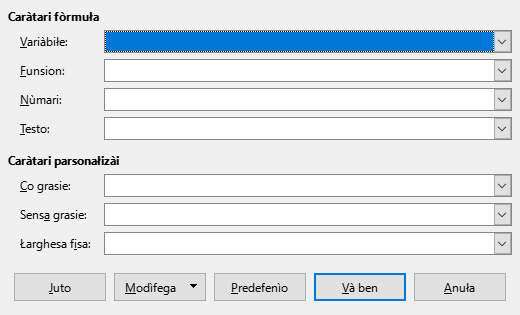 Caràtari fòrmuła
Variàbiłe:
Funsion:
Nùmari:
Testo:
Caràtari parsonałizài
Co grasie:
Sensa grasie:
Łarghesa fisa:
Juto
Modìfega
Predefenìo
Và ben
Anuła